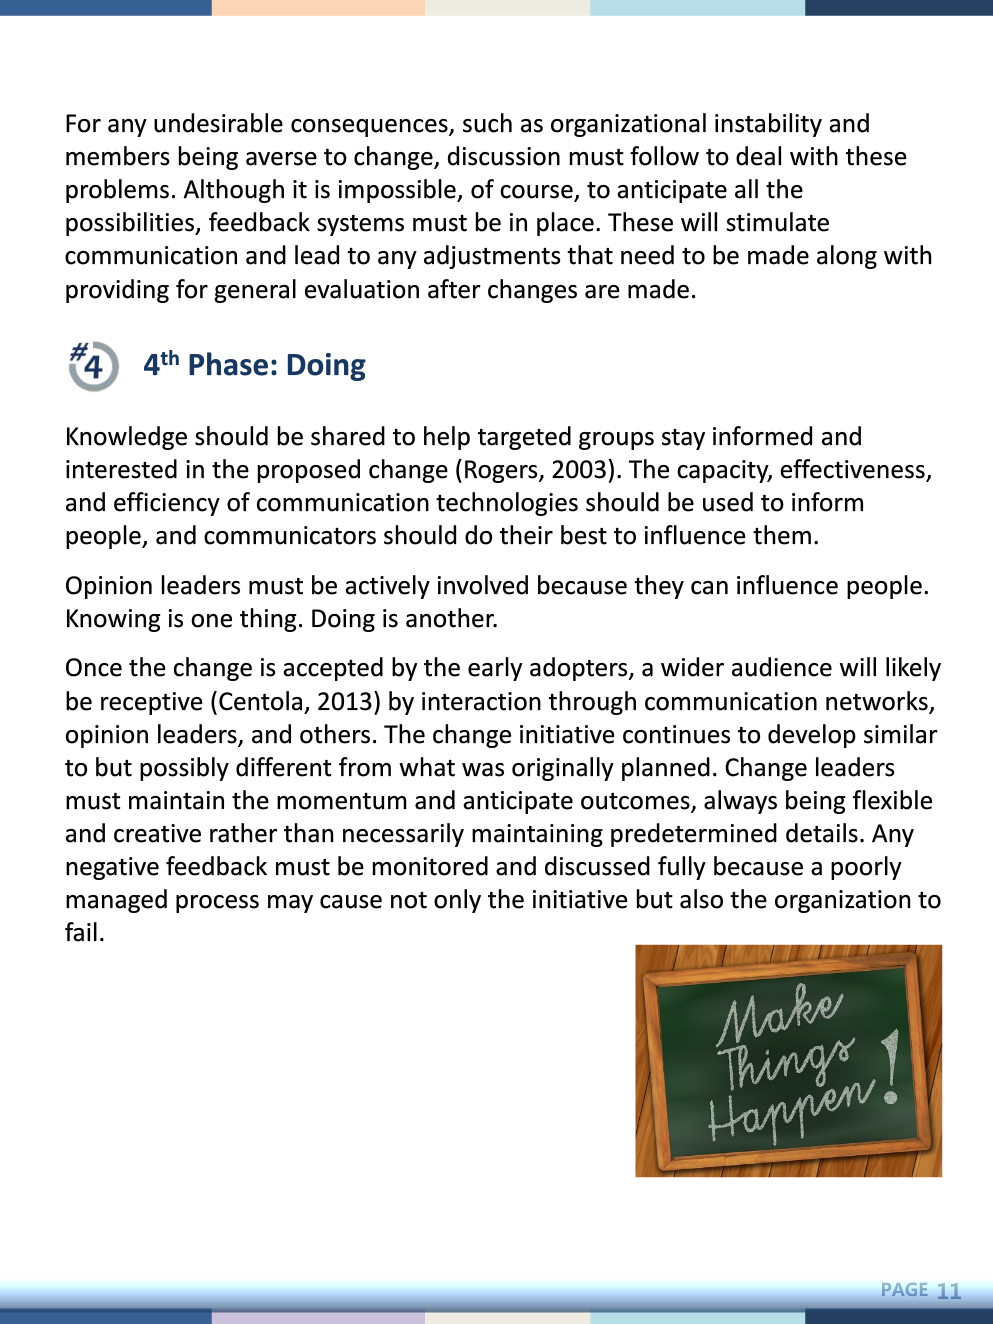 For any undesirable consequences, such as organizational instability and
members being averse to change, discussion must follow to deal with these
problems. Although it is impossible, of course, to anticipate all the
possibilities, feedback systems must be in place. These will stimulate
communication and lead to any adjustments that need to be made along with
providing for general evaluation after changes are made.
#4
4th Phase: Doing
Knowledge should be shared to help targeted groups stay informed and
interested in the proposed change (Rogers, 2003). The capacity, effectiveness,
and efficiency of communication technologies should be used to inform
people, and communicators should do their best to influence them.
Opinion leaders must be actively involved because they can influence people.
Knowing is one thing. Doing is another.
Once the change is accepted by the early adopters, a wider audience will likely
be receptive (Centola, 2013) by interaction through communication networks,
opinion leaders, and others. The change initiative continues to develop similar
to but possibly different from what was originally planned. Change leaders
must maintain the momentum and anticipate outcomes, always being flexible
and creative rather than necessarily maintaining predetermined details. Any
negative feedback must be monitored and discussed fully because a poorly
managed process may cause not only the initiative but also the organization to
fail.
Make
Things
Happen!
PAGE 11